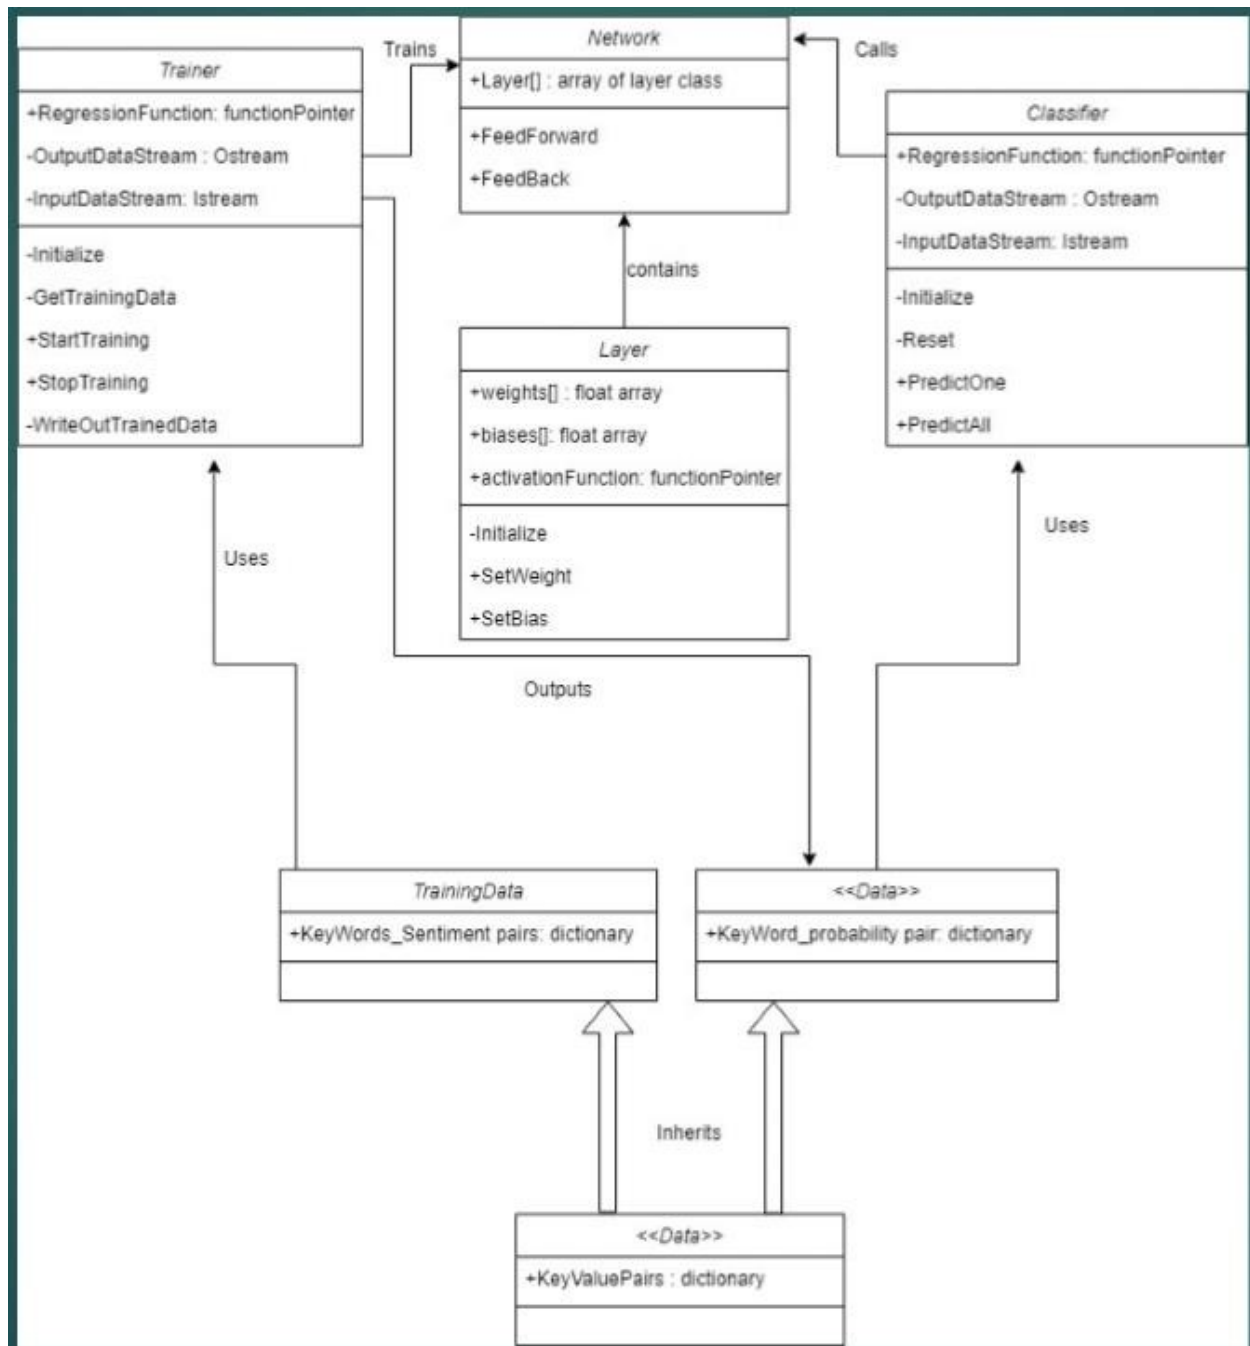 Trainer
+RegressionFunction: functionPointer
-OutputDataStream : Ostream
-InputDataStream: Istream
-Initialize
-GetTrainingData
+StartTraining
+StopTraining
-WriteOutTrainedData
Trains
Network
+Layer[] : array of layer class
+FeedForward
+FeedBack
Calls
Classifier
+RegressionFunction: functionPointer
-OutputDataStream : Ostream
-InputDataStream: Istream
-Initialize
-Reset
+PredictOne
+PredictAll
contains
Layer
+weights[] : float array
+biases[]: float array
+activationFunction: functionPointer
-Initialize
+SetWeight
+SetBias
Uses
Uses
Outputs
TrainingData
+KeyWords_Sentiment pairs: dictionary
<<Data>>
+KeyWord_probability pair: dictionary
Inherits
<<Data>>
+KeyValuePairs : dictionary